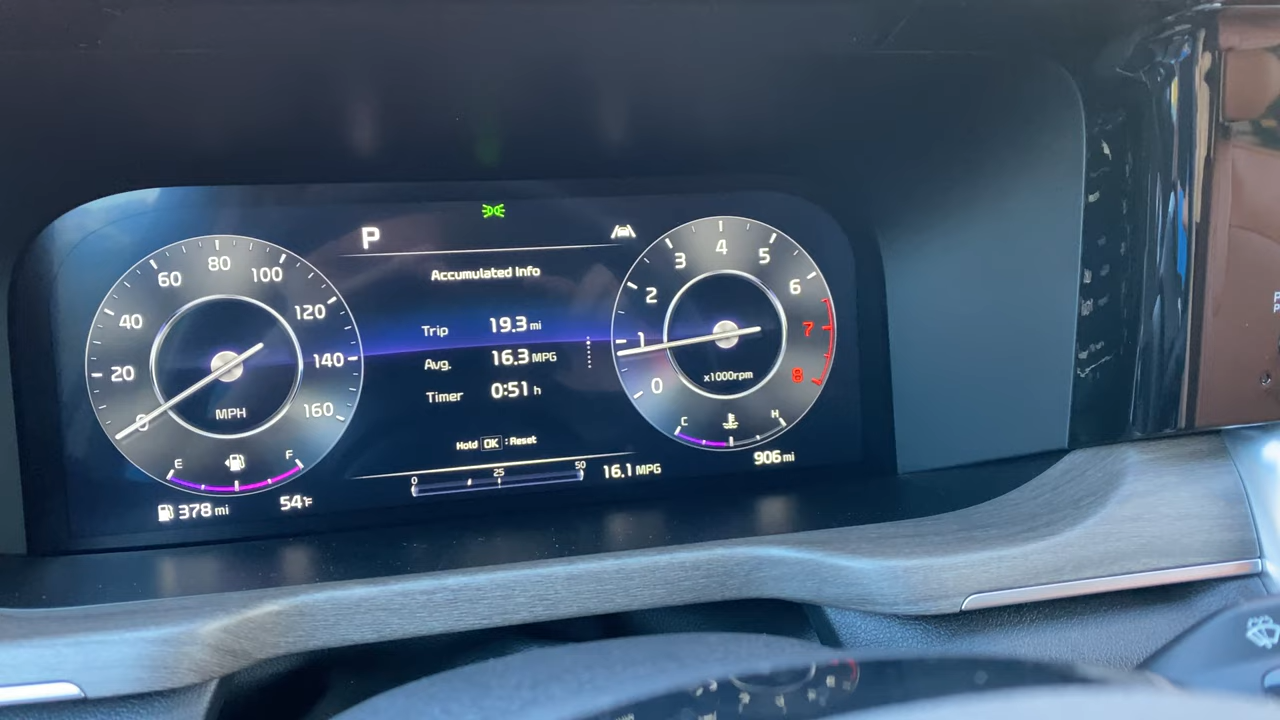 P
Accumulated Info
Trip 19.3 mi
Avg. 16.3 MPG
Timer 0:51 h
Hold OK : Reset
0 25 50
16.1 MPG
0 20 40 60 80 100 120 140 160
MPH
E F
378 mi
54°F
0 1 2 3 4 5 6 7 8
x1000rpm
C H
906 mi